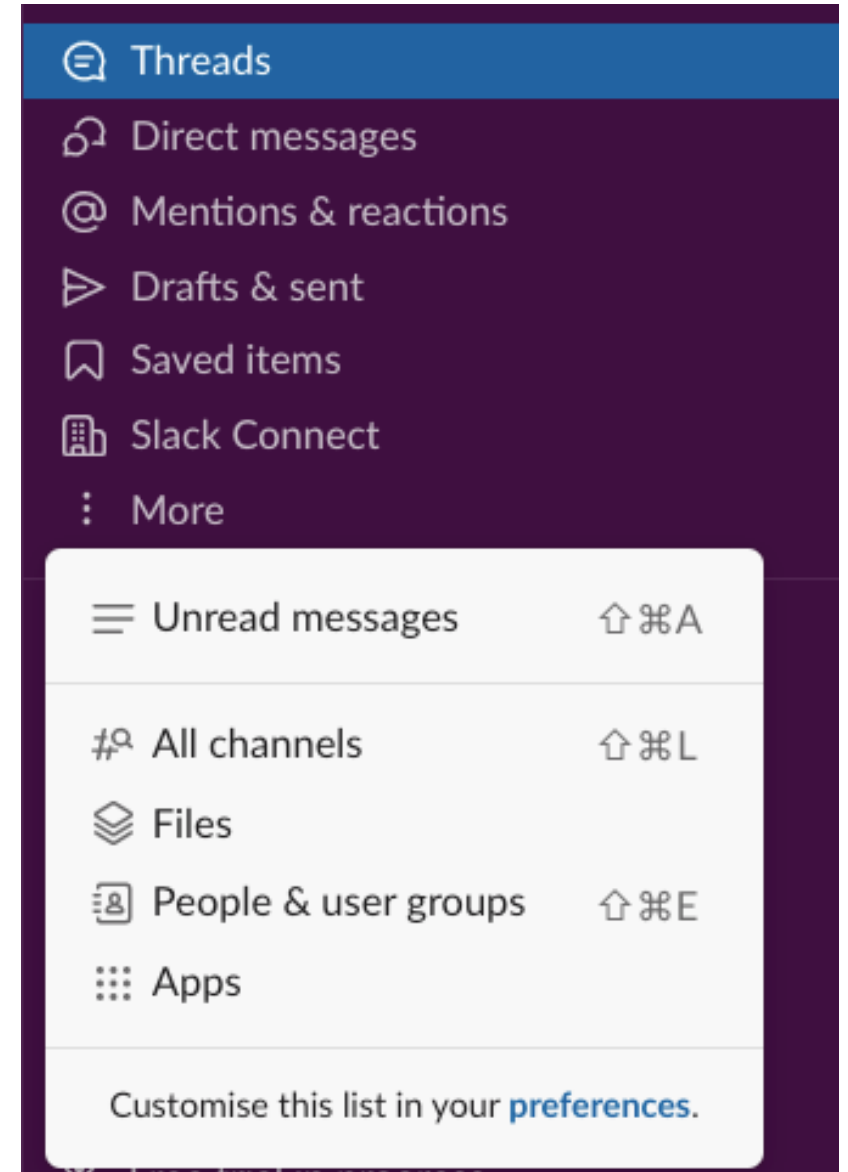 Threads
Direct messages
Mentions & reactions
Drafts & sent
Saved items
Slack Connect
More
Unread messages ⇧⌘A
All channels ⇧⌘L
Files
People & user groups ⇧⌘E
Apps
Customise this list in your preferences.